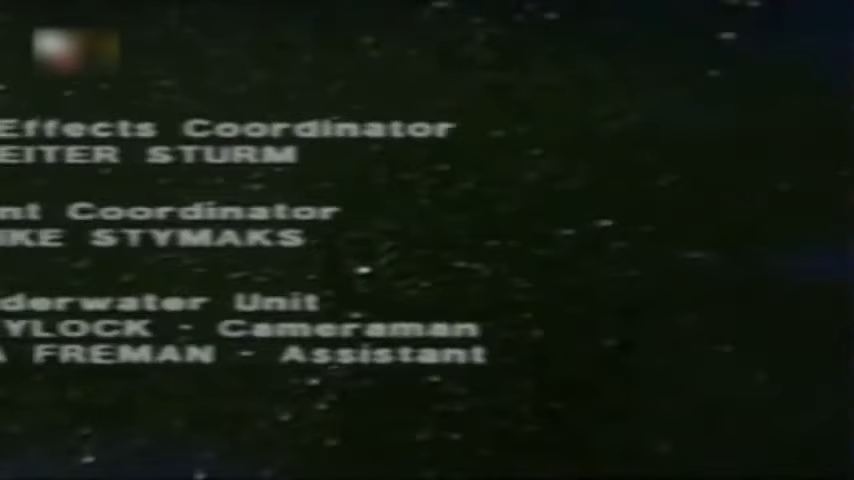 Effects Coordinator
EITER STURM
nt Coordinator
IKE STYMAKS
derwater Unit
YLOCK - Cameraman
A FREMAN - Assistant